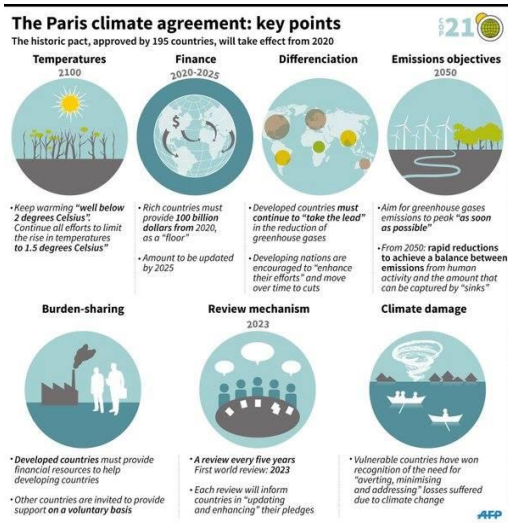 The Paris climate agreement: key points
The historic pact, approved by 195 countries, will take effect from 2020
COP
21
Temperatures
2100
Finance
2020-2025
Differenciation
Emissions objectives
2050
$
• Keep warming "well below
2 degrees Celsius".
Continue all efforts to limit
the rise in temperatures
to 1.5 degrees Celsius"
• Rich countries must
provide 100 billion
dollars from 2020,
as a "floor"
• Amount to be updated
by 2025
• Developed countries must
continue to "take the lead"
in the reduction of
greenhouse gases
• Developing nations are
encouraged to "enhance
their efforts" and move
over time to cuts
• Aim for greenhouse gases
emissions to peak "as soon
as possible"
• From 2050: rapid reductions
to achieve a balance between
emissions from human
activity and the amount that
can be captured by "sinks"
Burden-sharing
Review mechanism
2023
Climate damage
• Developed countries must provide
financial resources to help
developing countries
• Other countries are invited to provide
support on a voluntary basis
• A review every five years
First world review: 2023
• Each review will inform
countries in "updating
and enhancing" their pledges
• Vulnerable countries have won
recognition of the need for
"averting, minimising
and addressing" losses suffered
due to climate change
AFP